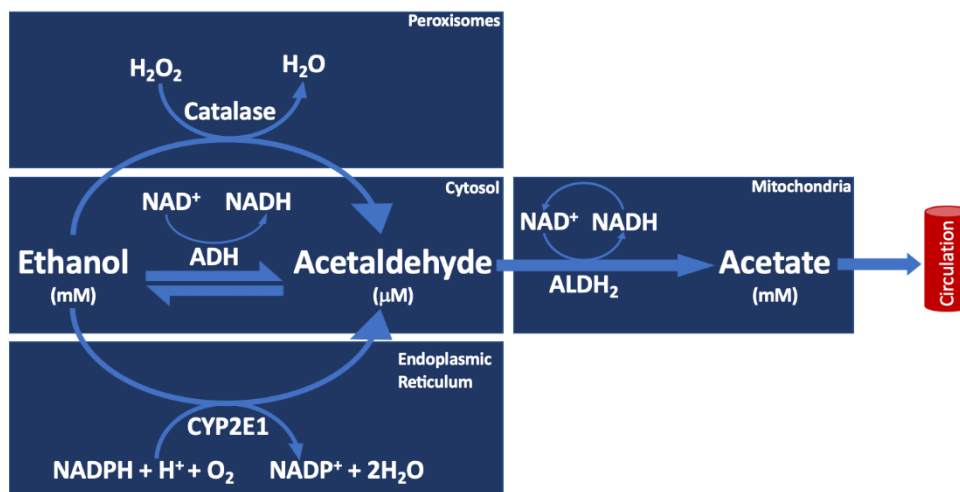 Peroxisomes
H₂O₂
H₂O
Catalase
Cytosol
NAD⁺ NADH
ADH
Ethanol
(mM)
Acetaldehyde
(μM)
Mitochondria
NAD⁺ NADH
ALDH₂
Acetate
(mM)
Circulation
Endoplasmic
Reticulum
CYP2E1
NADPH + H⁺ + O₂ NADP⁺ + 2H₂O